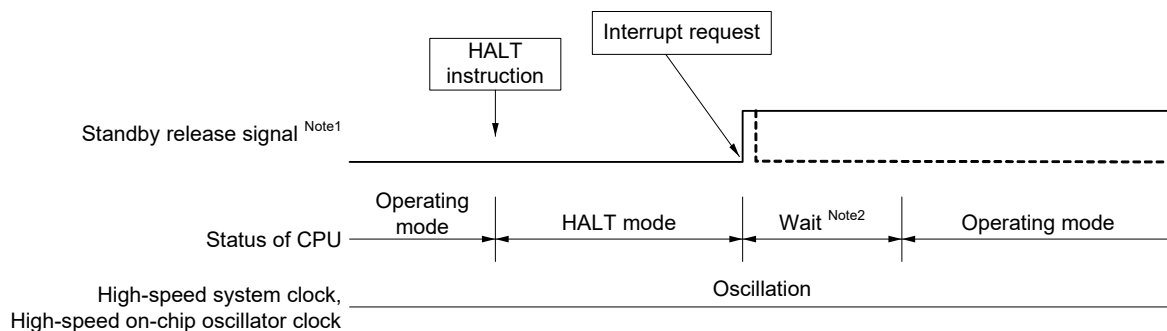 Interrupt request
HALT
instruction
Standby release signal Note1
Operating
mode
HALT mode
Wait Note2
Operating mode
Status of CPU
Oscillation
High-speed system clock,
High-speed on-chip oscillator clock